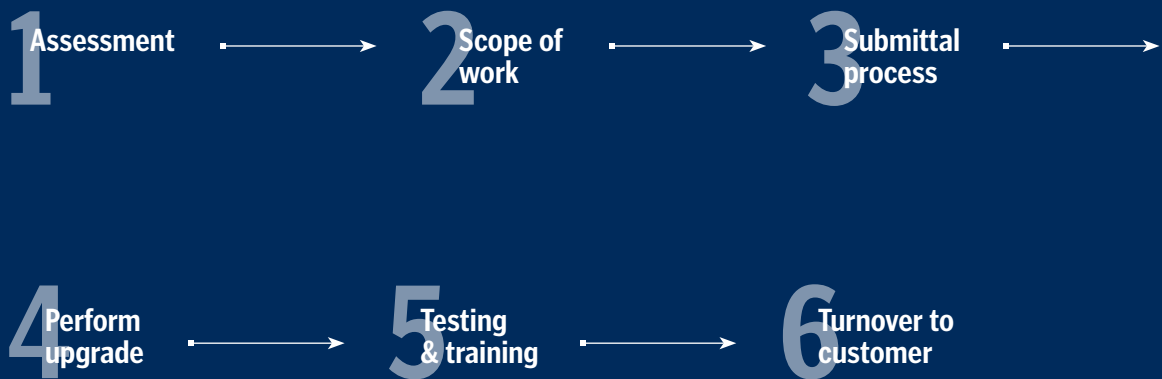 1 Assessment
2 Scope of
work
3 Submittal
process
4 Perform
upgrade
5 Testing
& training
6 Turnover to
customer